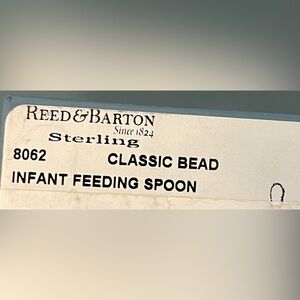 REED & BARTON
Since 1824
Sterling
8062 CLASSIC BEAD
INFANT FEEDING SPOON